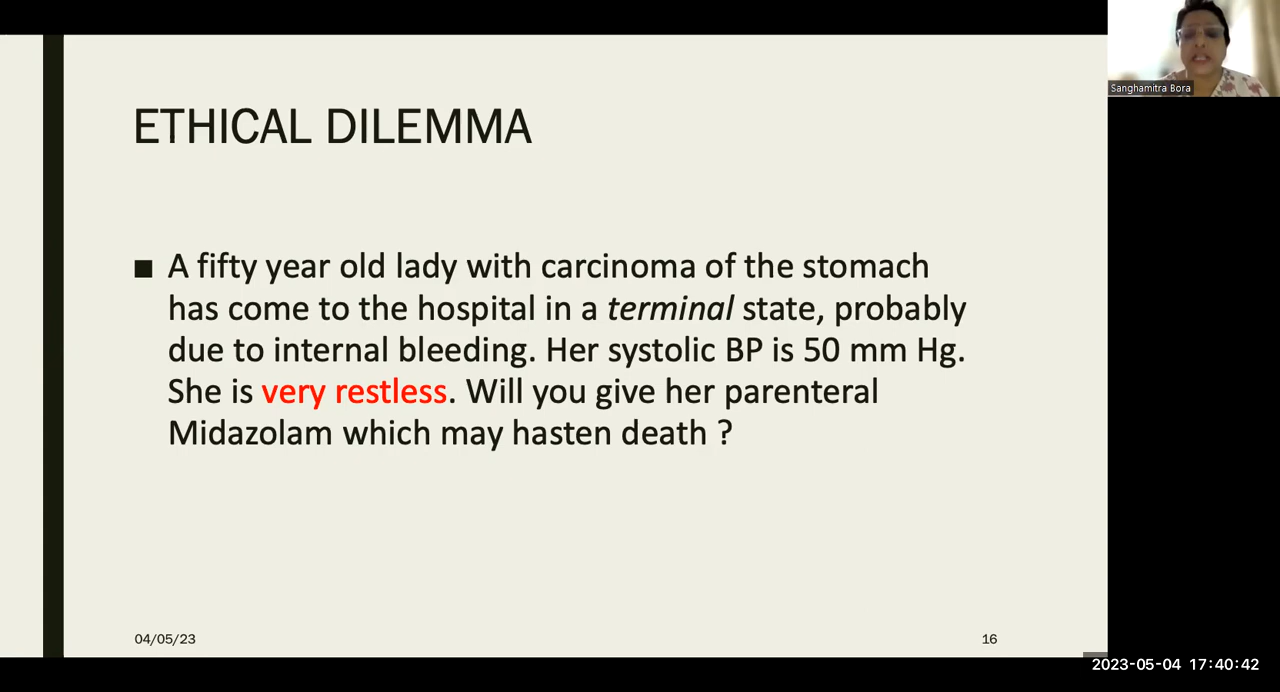 ETHICAL DILEMMA
■ A fifty year old lady with carcinoma of the stomach
has come to the hospital in a terminal state, probably
due to internal bleeding. Her systolic BP is 50 mm Hg.
She is very restless. Will you give her parenteral
Midazolam which may hasten death ?
04/05/23
16
Sanghamitra Bora
2023-05-04 17:40:42